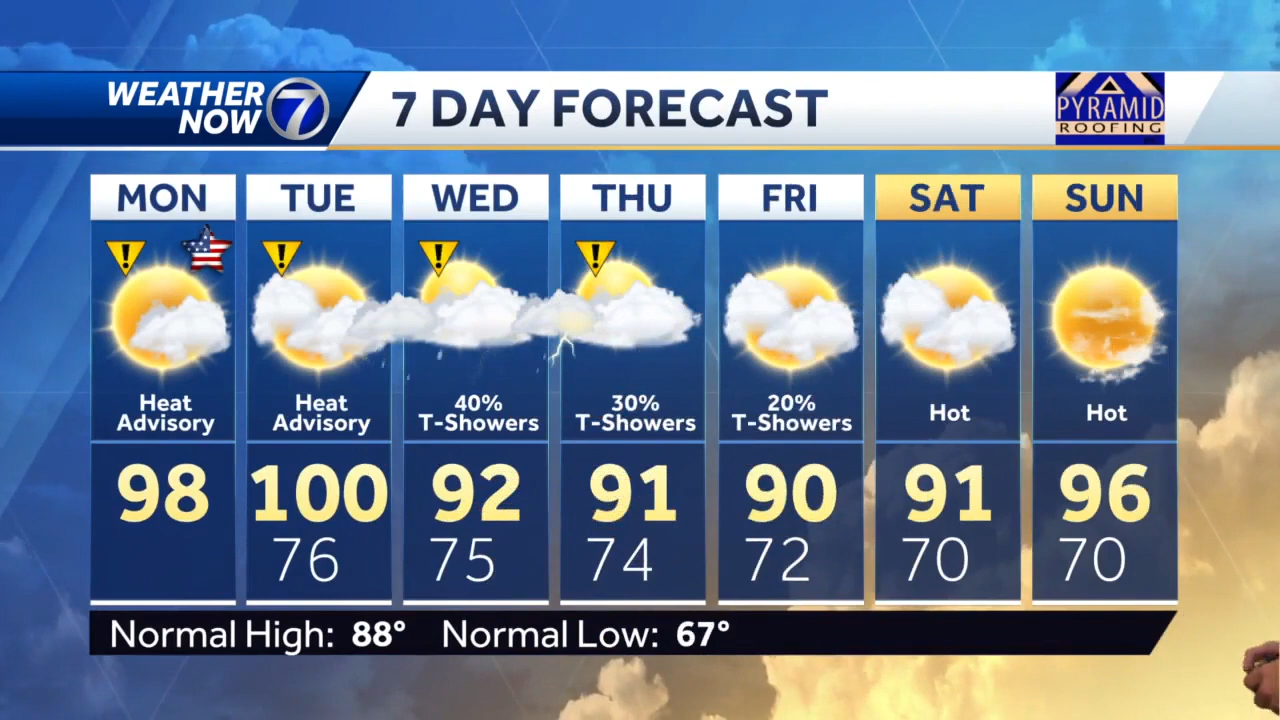 WEATHER
NOW
7
7 DAY FORECAST
PYRAMID
ROOFING
MON
TUE
WED
THU
FRI
SAT
SUN
!
!
!
!
Heat
Advisory
Heat
Advisory
40%
T-Showers
30%
T-Showers
20%
T-Showers
Hot
Hot
98
100
92
91
90
91
96
76
75
74
72
70
70
Normal High: 88° Normal Low: 67°